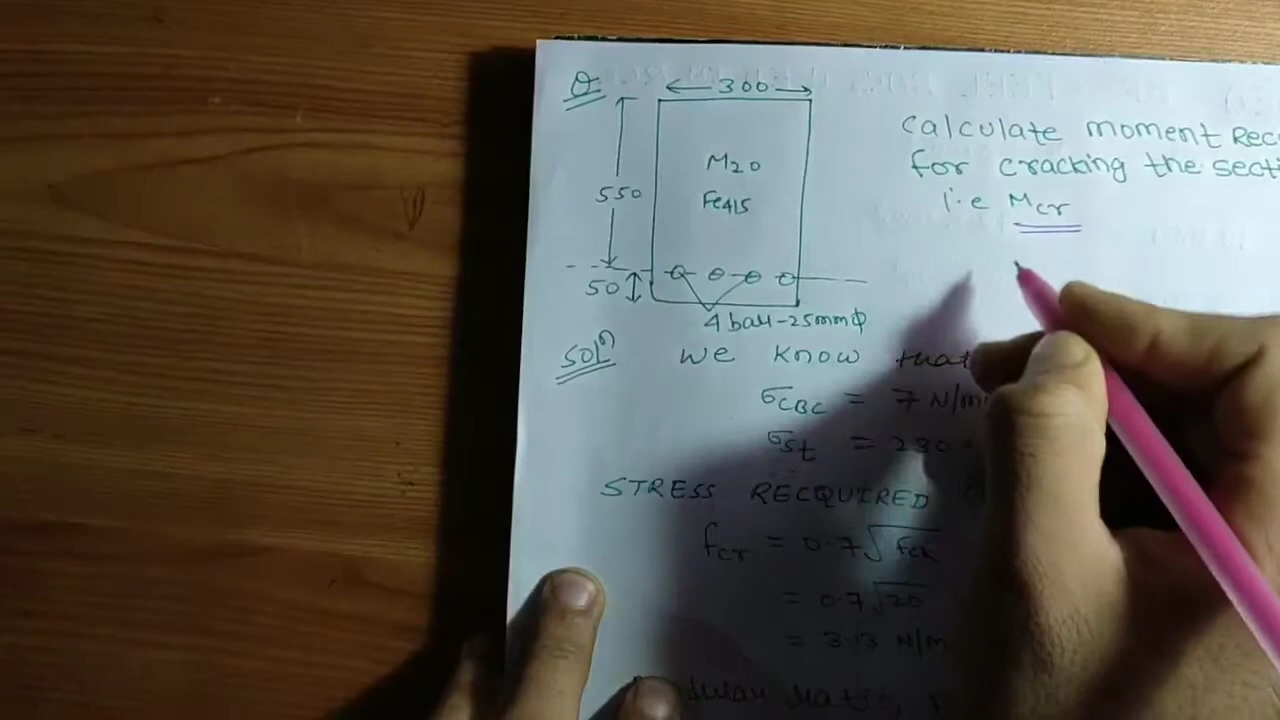 Q
300
calculate moment Rec
for cracking the secti
i.e Mcr
M20
Fe415
550
50
4 bar-25mmϕ
Solⁿ We know that
σCBC = 7 N/m
σst = 230
STRESS RECQUIRED
fcr = 0.7√fck
= 0.7√20
= 3.13 N/m